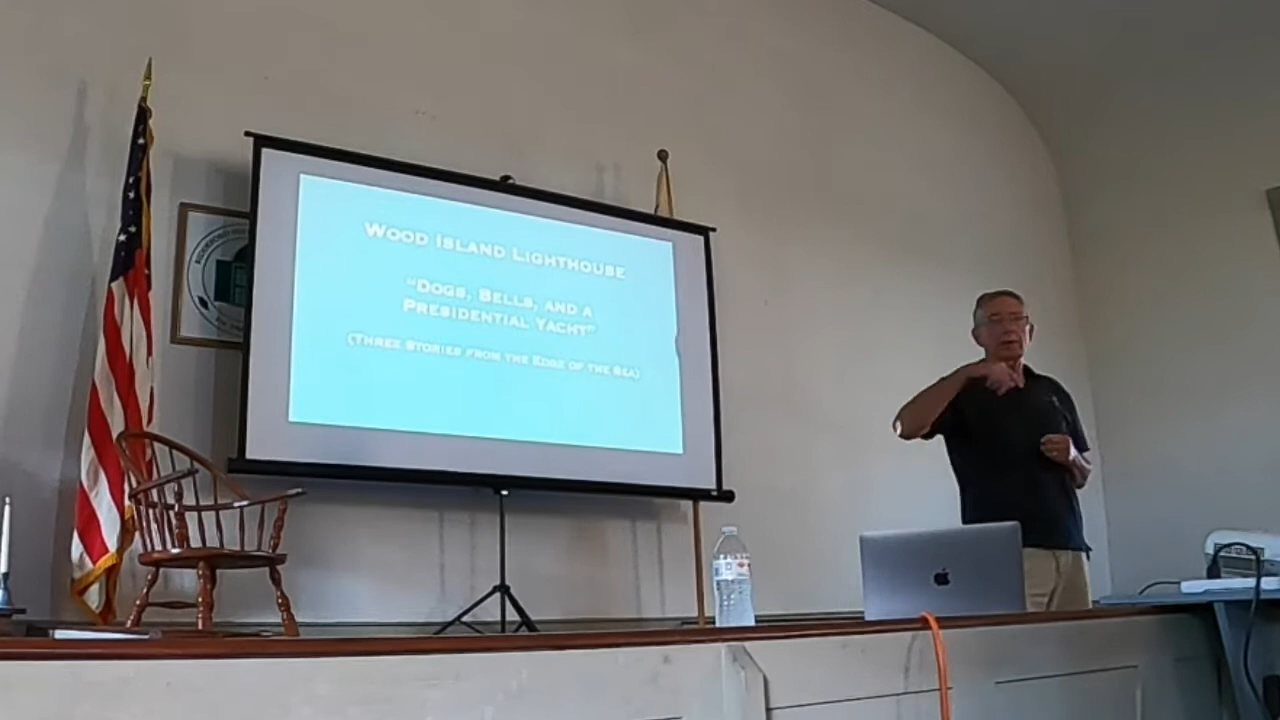 WOOD ISLAND LIGHTHOUSE
"DOGS, BELLS, AND A
PRESIDENTIAL YACHT"
(THREE STORIES FROM THE EDGE OF THE SEA)